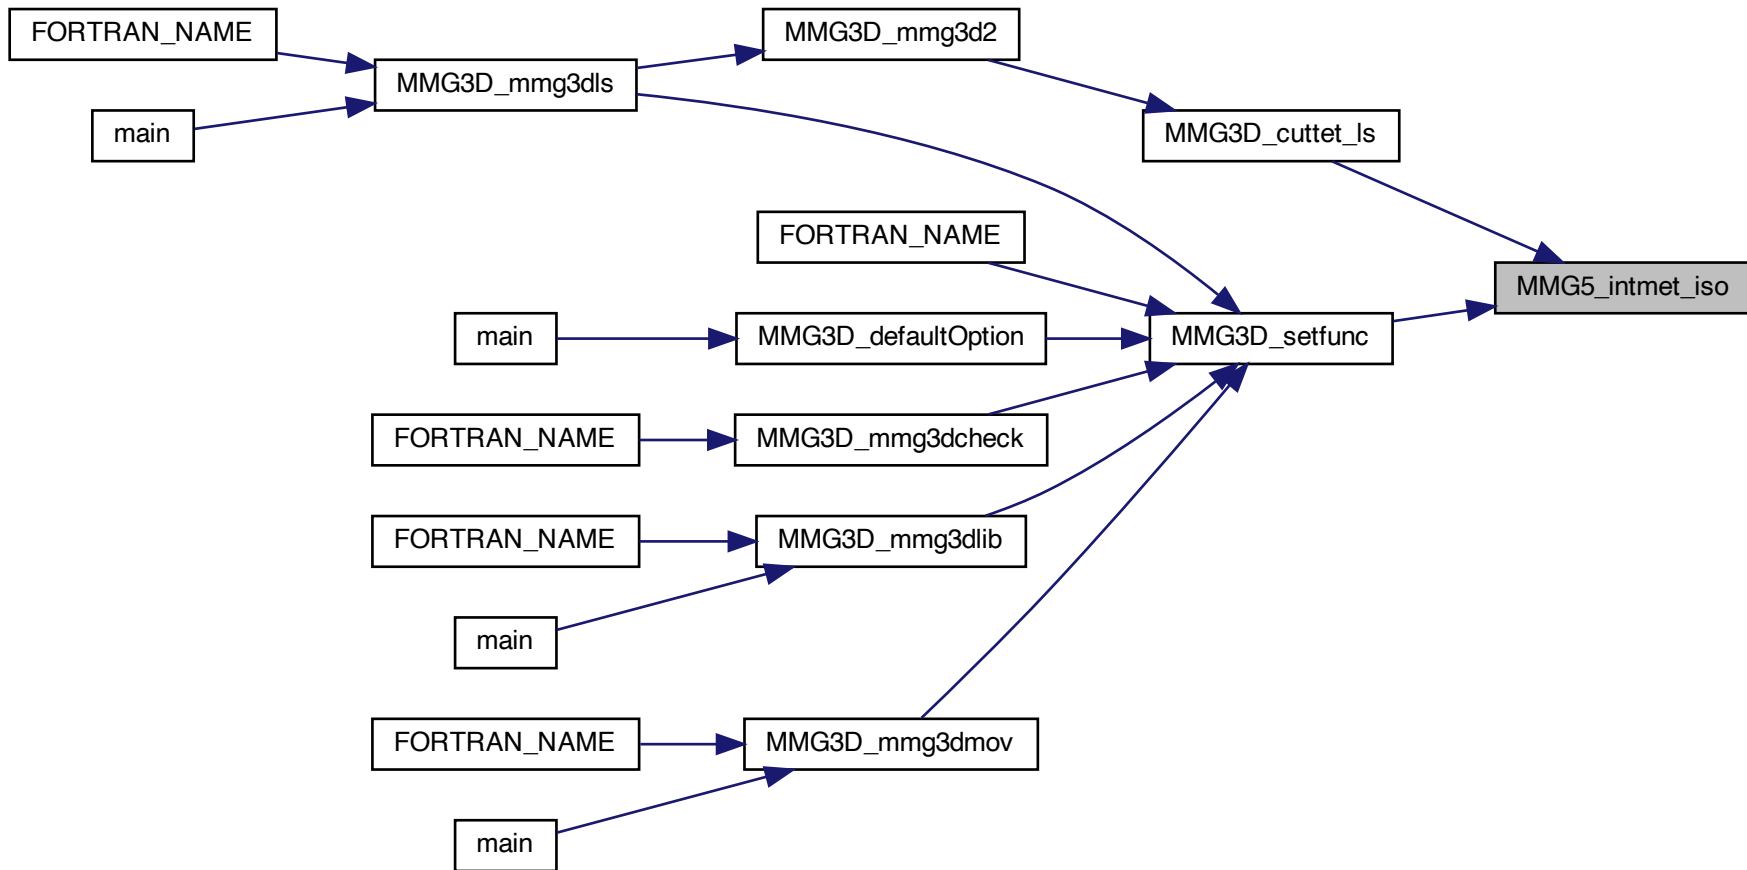 FORTRAN_NAME
MMG3D_mmg3d2
MMG3D_mmg3dls
main
MMG3D_cuttet_ls
FORTRAN_NAME
MMG5_intmet_iso
main
MMG3D_defaultOption
MMG3D_setfunc
FORTRAN_NAME
MMG3D_mmg3dcheck
FORTRAN_NAME
MMG3D_mmg3dlib
main
FORTRAN_NAME
MMG3D_mmg3dmov
main